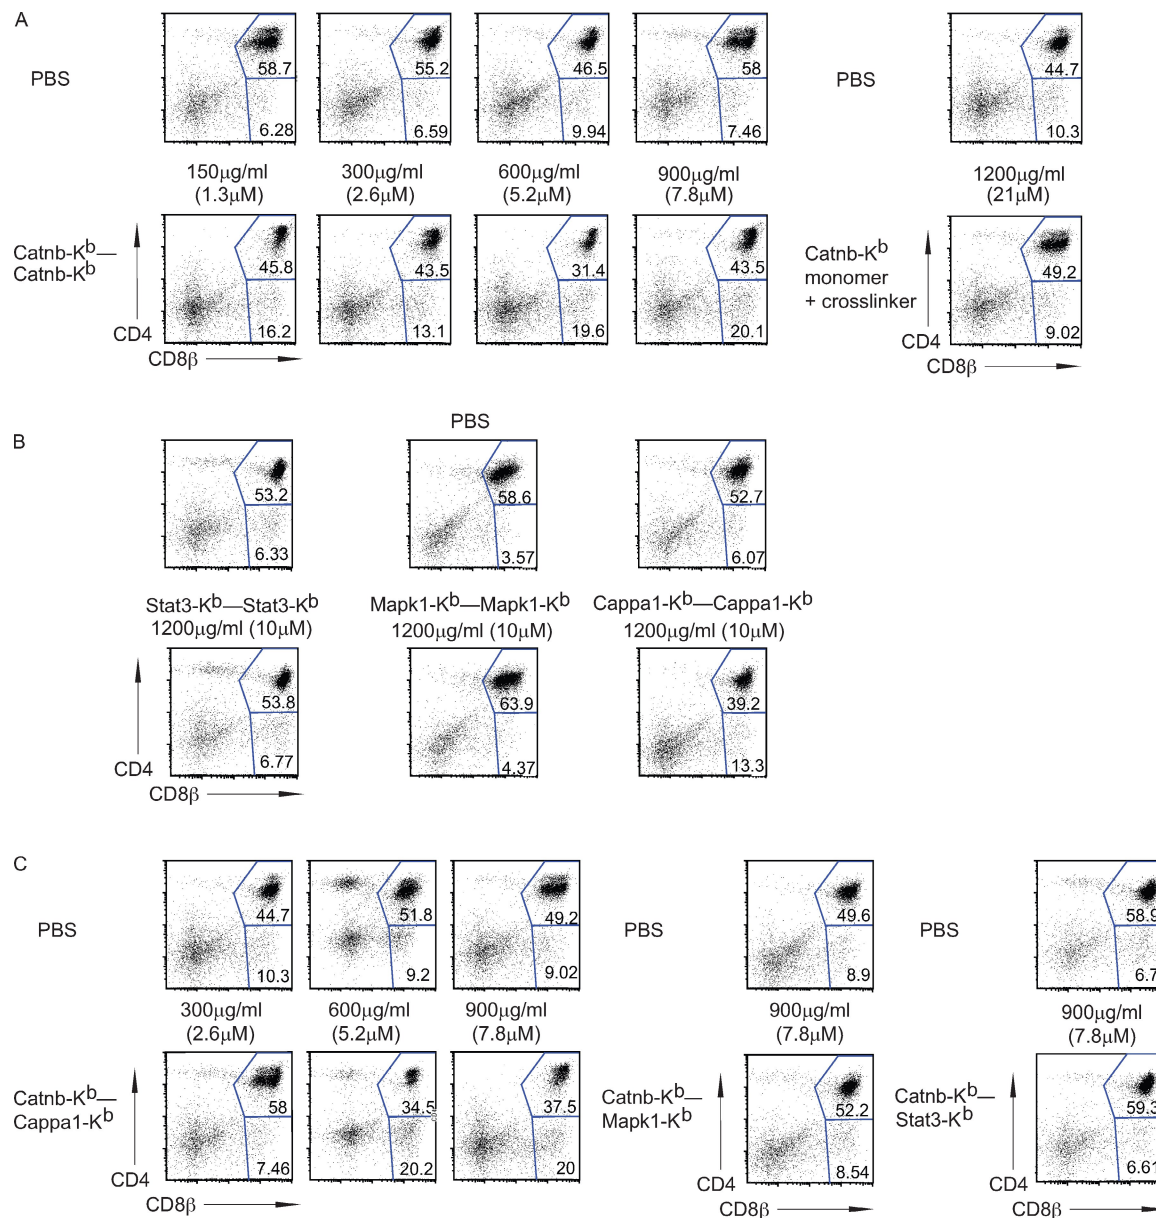 A
PBS
58.7
6.28
55.2
6.59
46.5
9.94
58
7.46
PBS
44.7
10.3
150µg/ml
(1.3µM)
300µg/ml
(2.6µM)
600µg/ml
(5.2µM)
900µg/ml
(7.8µM)
1200µg/ml
(21µM)
Catnb-Kb—
Catnb-Kb
45.8
16.2
43.5
13.1
31.4
19.6
43.5
20.1
CD4
CD8β
Catnb-Kb
monomer
+ crosslinker
49.2
9.02
CD4
CD8β
B
PBS
53.2
6.33
58.6
3.57
52.7
6.07
Stat3-Kb—Stat3-Kb
1200µg/ml (10µM)
Mapk1-Kb—Mapk1-Kb
1200µg/ml (10µM)
Cappa1-Kb—Cappa1-Kb
1200µg/ml (10µM)
53.8
6.77
63.9
4.37
39.2
13.3
CD4
CD8β
C
PBS
44.7
10.3
51.8
9.2
49.2
9.02
PBS
49.6
8.9
PBS
58.9
6.7
300µg/ml
(2.6µM)
600µg/ml
(5.2µM)
900µg/ml
(7.8µM)
900µg/ml
(7.8µM)
900µg/ml
(7.8µM)
Catnb-Kb—
Cappa1-Kb
58
7.46
34.5
20.2
37.5
20
CD4
CD8β
Catnb-Kb—
Mapk1-Kb
52.2
8.54
CD4
CD8β
Catnb-Kb—
Stat3-Kb
59.3
6.61
CD4
CD8β